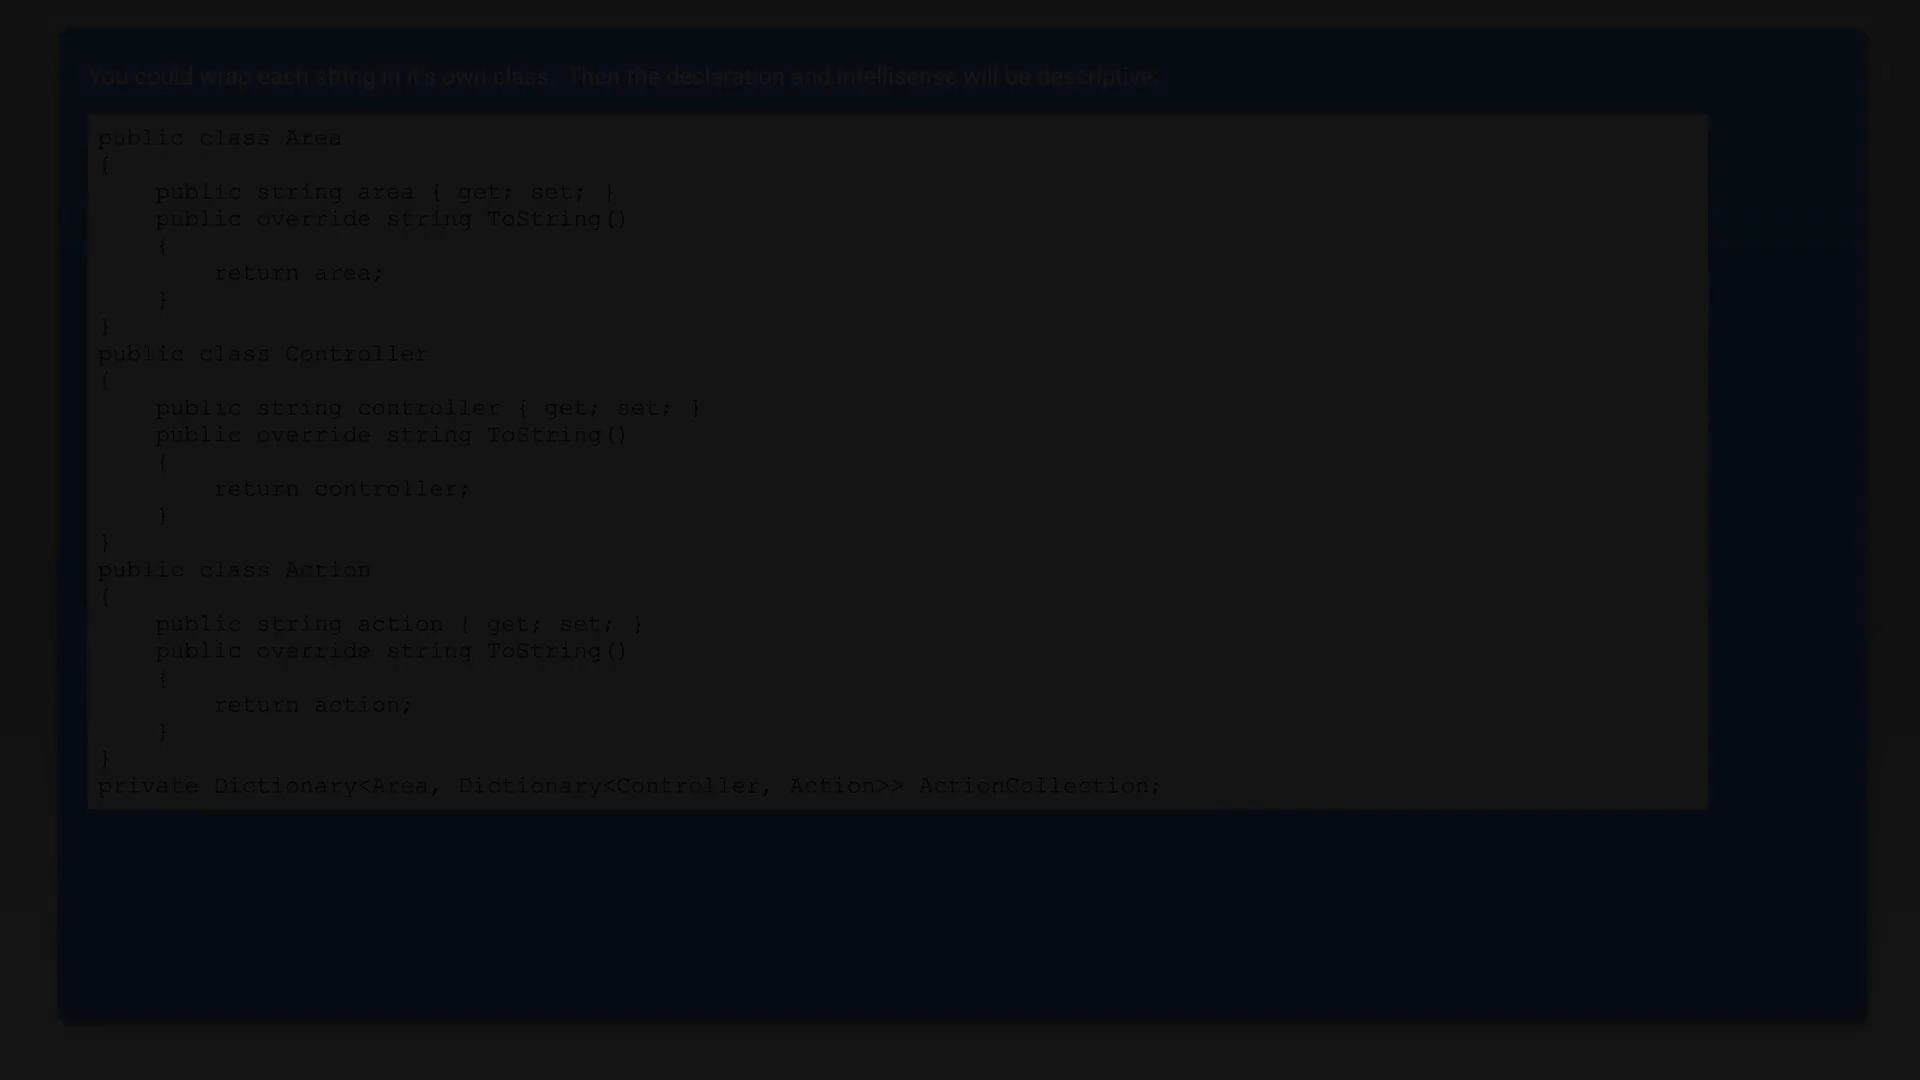 You could wrap each string in it's own class.  Then the declaration and intellisense will be descriptive.
public class Area
{
    public string area { get; set; }
    public override string ToString()
    {
        return area;
    }
}
public class Controller
{
    public string controller { get; set; }
    public override string ToString()
    {
        return controller;
    }
}
public class Action
{
    public string action { get; set; }
    public override string ToString()
    {
        return action;
    }
}
private Dictionary<Area, Dictionary<Controller, Action>> ActionCollection;